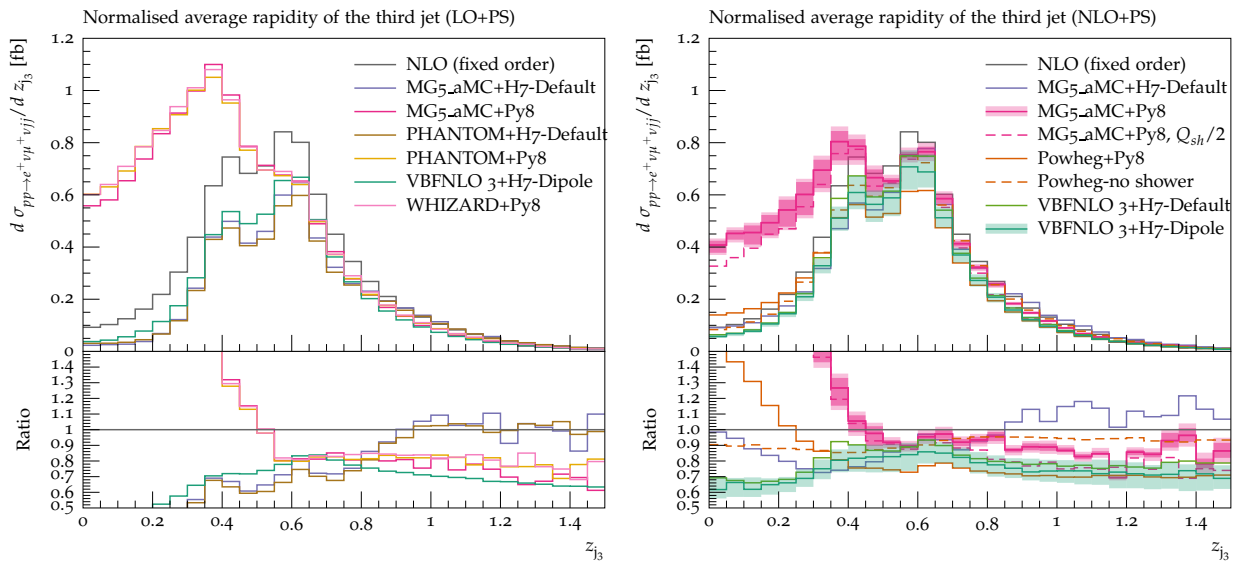 Normalised average rapidity of the third jet (LO+PS)
d σ_{pp→e⁺νμ⁺νjj}/d z_{j₃} [fb]
1.2
1
0.8
0.6
0.4
0.2
0
NLO (fixed order)
MG5_aMC+H7-Default
MG5_aMC+Py8
PHANTOM+H7-Default
PHANTOM+Py8
VBFNLO 3+H7-Dipole
WHIZARD+Py8
Ratio
1.4
1.3
1.2
1.1
1.0
0.9
0.8
0.7
0.6
0.5
0 0.2 0.4 0.6 0.8 1 1.2 1.4
z_{j₃}
Normalised average rapidity of the third jet (NLO+PS)
d σ_{pp→e⁺νμ⁺νjj}/d z_{j₃} [fb]
1.2
1
0.8
0.6
0.4
0.2
0
NLO (fixed order)
MG5_aMC+H7-Default
MG5_aMC+Py8
MG5_aMC+Py8, Q_{sh}/2
Powheg+Py8
Powheg-no shower
VBFNLO 3+H7-Default
VBFNLO 3+H7-Dipole
Ratio
1.4
1.3
1.2
1.1
1.0
0.9
0.8
0.7
0.6
0.5
0 0.2 0.4 0.6 0.8 1 1.2 1.4
z_{j₃}